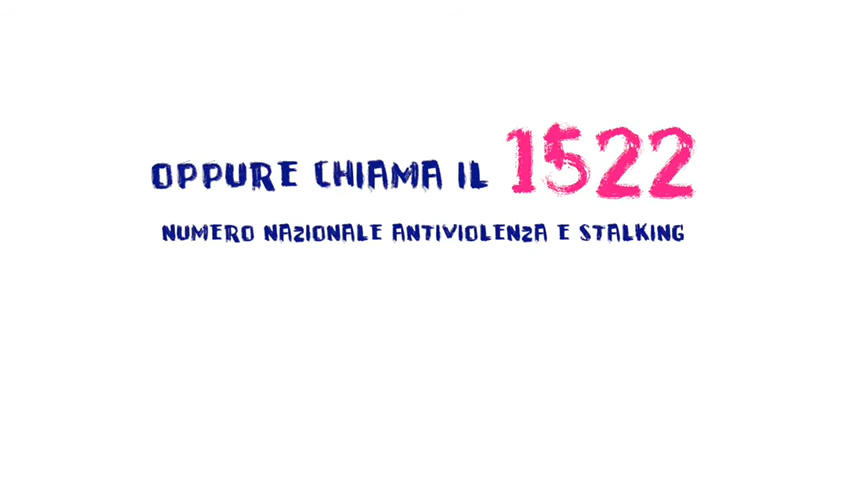 OPPURE CHIAMA IL 1522
NUMERO NAZIONALE ANTIVIOLENZA E STALKING